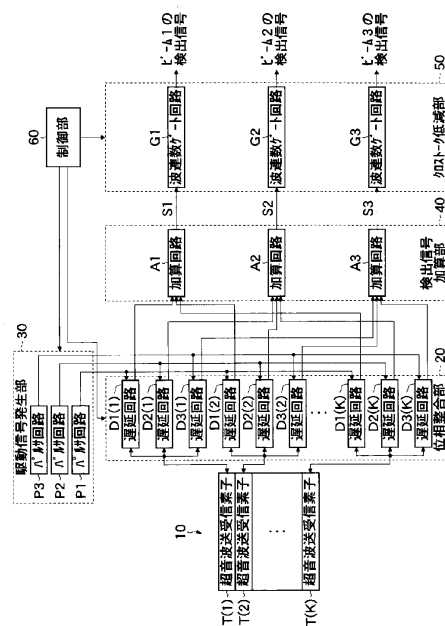 60
制御部
30
駆動信号発生部
P3
パルサ回路
P2
パルサ回路
P1
パルサ回路
10
T(1)
超音波送受信素子
T(2)
超音波送受信素子
⋮
T(K)
超音波送受信素子
D1(1)
遅延回路
D2(1)
遅延回路
D3(1)
遅延回路
D1(2)
遅延回路
D2(2)
遅延回路
D3(2)
遅延回路
⋮
D1(K)
遅延回路
D2(K)
遅延回路
D3(K)
遅延回路
位相整合部
20
A1
加算回路
A2
加算回路
A3
加算回路
検出信号
加算部
40
S1
S2
S3
G1
波連数ゲート回路
G2
波連数ゲート回路
G3
波連数ゲート回路
クロストーク低減部
50
ビーム1の
検出信号
ビーム2の
検出信号
ビーム3の
検出信号